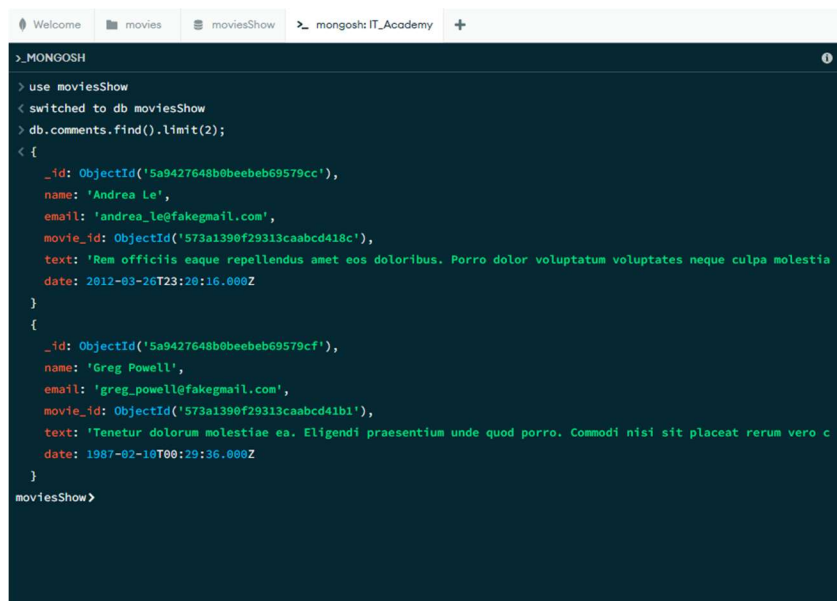 Welcome movies moviesShow >_ mongosh: IT_Academy +
>_MONGOSH
> use moviesShow
< switched to db moviesShow
> db.comments.find().limit(2);
< {
_id: ObjectId('5a9427648b0beebeb69579cc'),
name: 'Andrea Le',
email: 'andrea_le@fakegmail.com',
movie_id: ObjectId('573a1390f29313caabcd418c'),
text: 'Rem officiis eaque repellendus amet eos doloribus. Porro dolor voluptatum voluptates neque culpa molestia
date: 2012-03-26T23:20:16.000Z
}
{
_id: ObjectId('5a9427648b0beebeb69579cf'),
name: 'Greg Powell',
email: 'greg_powell@fakegmail.com',
movie_id: ObjectId('573a1390f29313caabcd41b1'),
text: 'Tenetur dolorum molestiae ea. Eligendi praesentium unde quod porro. Commodi nisi sit placeat rerum vero c
date: 1987-02-10T00:29:36.000Z
}
moviesShow>